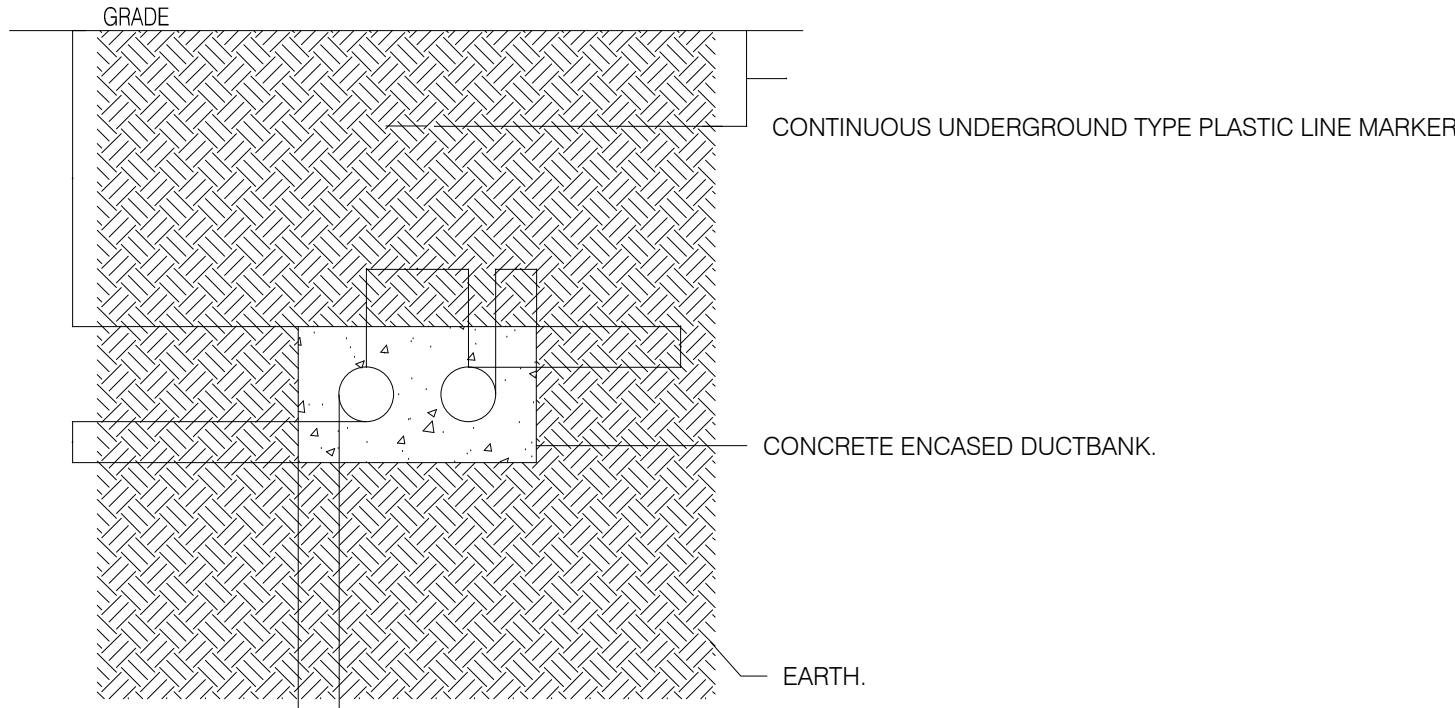 GRADE
CONTINUOUS UNDERGROUND TYPE PLASTIC LINE MARKER
CONCRETE ENCASED DUCTBANK.
EARTH.